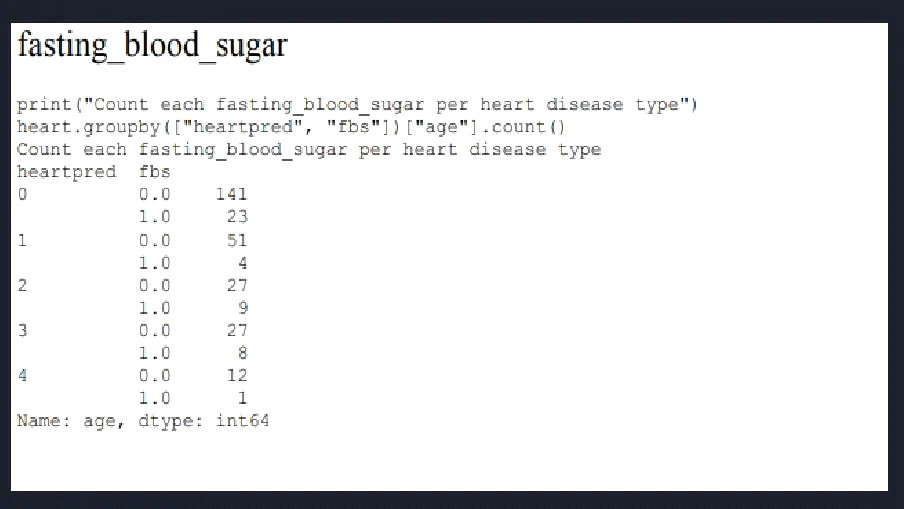 fasting_blood_sugar
print("Count each fasting_blood_sugar per heart disease type")
heart.groupby(["heartpred", "fbs"])["age"].count()
Count each fasting_blood_sugar per heart disease type
heartpred  fbs
0          0.0    141
           1.0     23
1          0.0     51
           1.0      4
2          0.0     27
           1.0      9
3          0.0     27
           1.0      8
4          0.0     12
           1.0      1
Name: age, dtype: int64